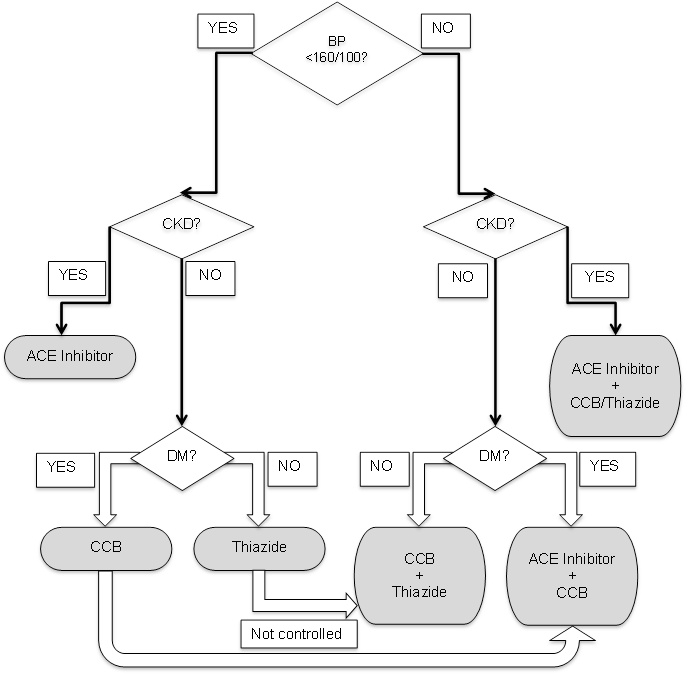 YES
BP
<160/100?
NO
CKD?
CKD?
YES
NO
NO
YES
ACE Inhibitor
ACE Inhibitor
+
CCB/Thiazide
YES
DM?
NO
NO
DM?
YES
CCB
Thiazide
CCB
+
Thiazide
ACE Inhibitor
+
CCB
Not controlled